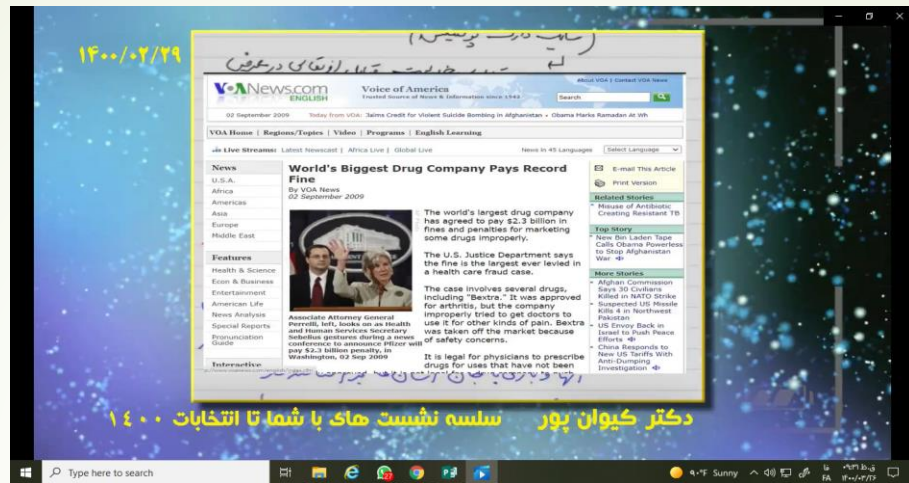 ۱۴۰۰/۰۲/۲۹
VOANews.com
ENGLISH
Voice of America
Trusted Source of News & Information since 1942
About VOA | Contact VOA News
Search
02 September 2009 Today from VOA: Jaims Credit for Violent Suicide Bombing in Afghanistan • Obama Marks Ramadan At Wh
VOA Home | Regions/Topics | Video | Programs | English Learning
Live Streams: Latest Newscast | Africa Live | Global Live
News in 45 Languages
Select Language
News
U.S.A.
Africa
Americas
Asia
Europe
Middle East
Features
Health & Science
Econ & Business
Entertainment
American Life
News Analysis
Special Reports
Pronunciation
Guide
Interactive
World's Biggest Drug Company Pays Record
Fine
By VOA News
02 September 2009
Associate Attorney General
Perrelli, left, looks on as Health
and Human Services Secretary
Sebelius gestures during a news
conference to announce Pfizer will
pay $2.3 billion penalty, in
Washington, 02 Sep 2009
The world's largest drug company
has agreed to pay $2.3 billion in
fines and penalties for marketing
some drugs improperly.
The U.S. Justice Department says
the fine is the largest ever levied in
a health care fraud case.
The case involves several drugs,
including "Bextra." It was approved
for arthritis, but the company
improperly tried to get doctors to
use it for other kinds of pain. Bextra
was taken off the market because
of safety concerns.
It is legal for physicians to prescribe
drugs for uses that have not been
E-mail This Article
Print Version
Related Stories
Misuse of Antibiotic
Creating Resistant TB
Top Story
New Bin Laden Tape
Calls Obama Powerless
to Stop Afghanistan
War
More Stories
Afghan Commission
Says 30 Civilians
Killed in NATO Strike
Suspected US Missile
Kills 4 in Northwest
Pakistan
US Envoy Back in
Israel to Push Peace
Efforts
China Responds to
New US Tariffs With
Anti-Dumping
Investigation
دکتر کیوان پور سلسه نشست های با شما تا انتخابات ۱۴۰۰
Type here to search
۹۰°F Sunny
فا
FA